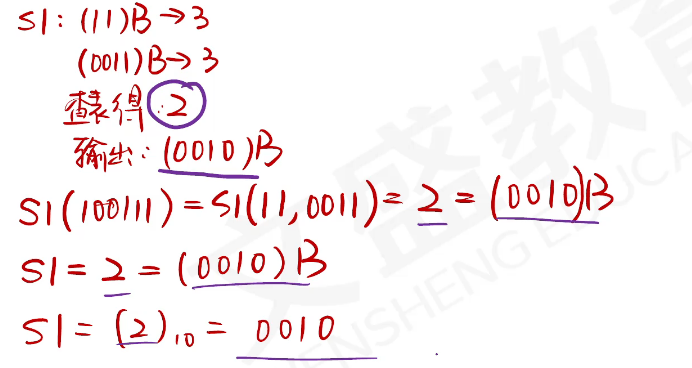 S1:(11)B→3
(0011)B→3
查表得:2
输出:(0010)B
S1(100111)=S1(11,0011)=2=(0010)B
S1=2=(0010)B
S1=(2)₁₀=0010
文盛教育
WENSHENG EDUCA